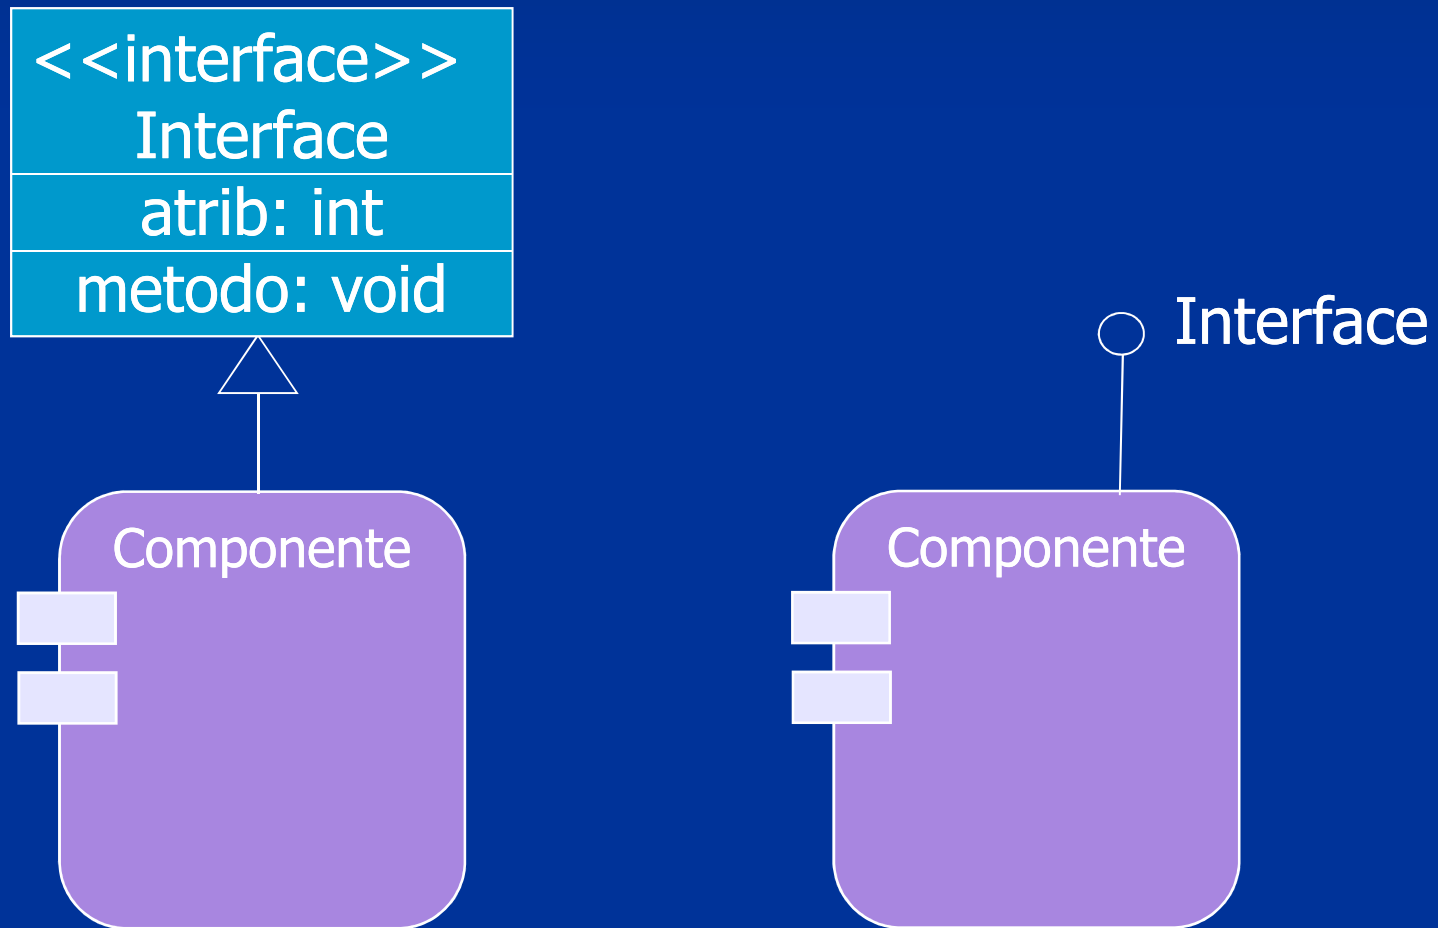 <<interface>>
Interface
atrib: int
metodo: void
Interface
Componente
Componente